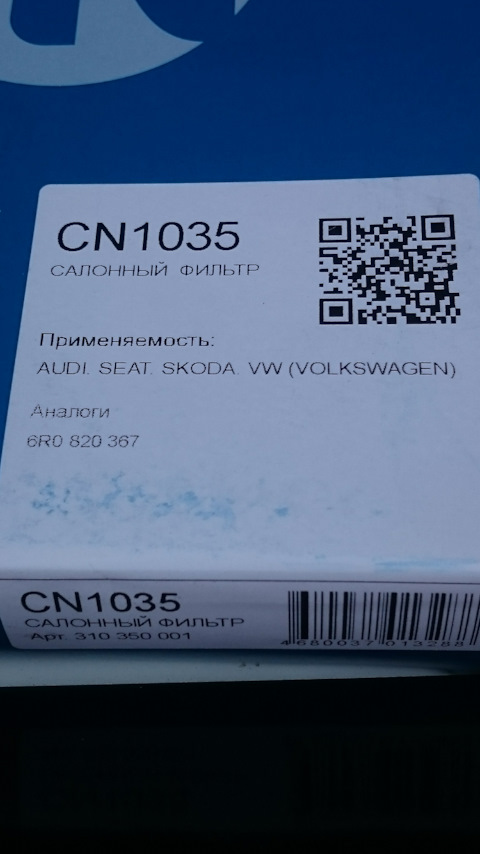 CN1035
САЛОННЫЙ ФИЛЬТР
Применяемость:
AUDI. SEAT. SKODA. VW (VOLKSWAGEN)
Аналоги
6R0 820 367
CN1035
САЛОННЫЙ ФИЛЬТР
Арт. 310 350 001
4680037013288